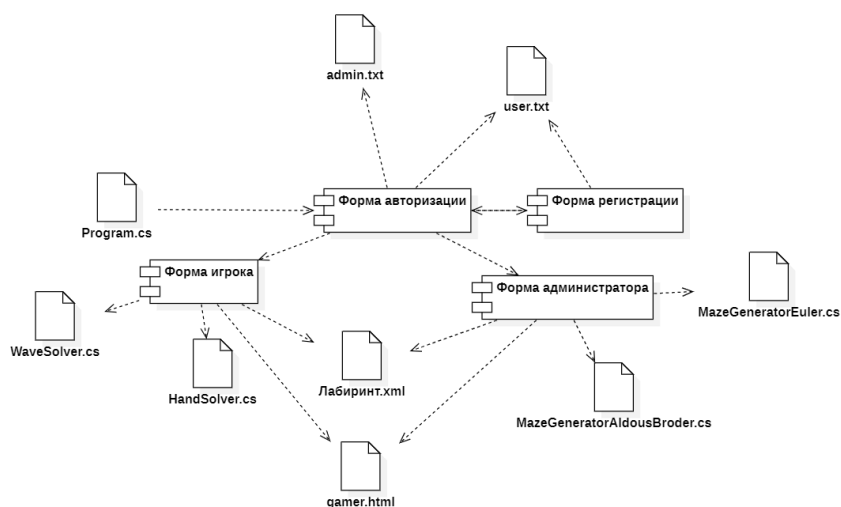 admin.txt
user.txt
Program.cs
Форма авторизации
Форма регистрации
Форма игрока
Форма администратора
MazeGeneratorEuler.cs
WaveSolver.cs
HandSolver.cs
Лабиринт.xml
MazeGeneratorAldousBroder.cs
gamer.html